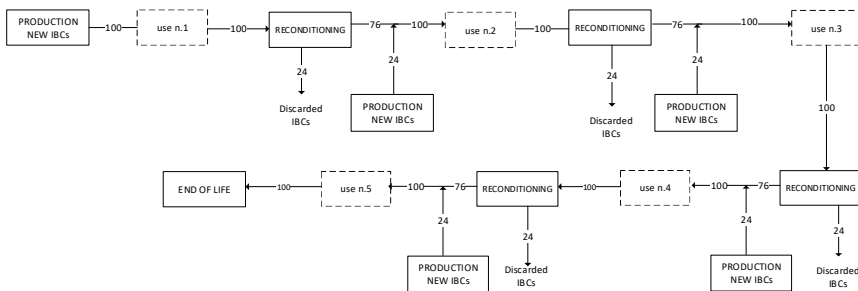 PRODUCTION
NEW IBCs
100
use n.1
100
RECONDITIONING
76
100
use n.2
100
RECONDITIONING
76
100
use n.3
24
Discarded
IBCs
24
PRODUCTION
NEW IBCs
24
Discarded
IBCs
24
PRODUCTION
NEW IBCs
100
END OF LIFE
100
use n.5
100
76
RECONDITIONING
100
use n.4
100
76
RECONDITIONING
24
PRODUCTION
NEW IBCs
24
Discarded
IBCs
24
PRODUCTION
NEW IBCs
24
Discarded
IBCs